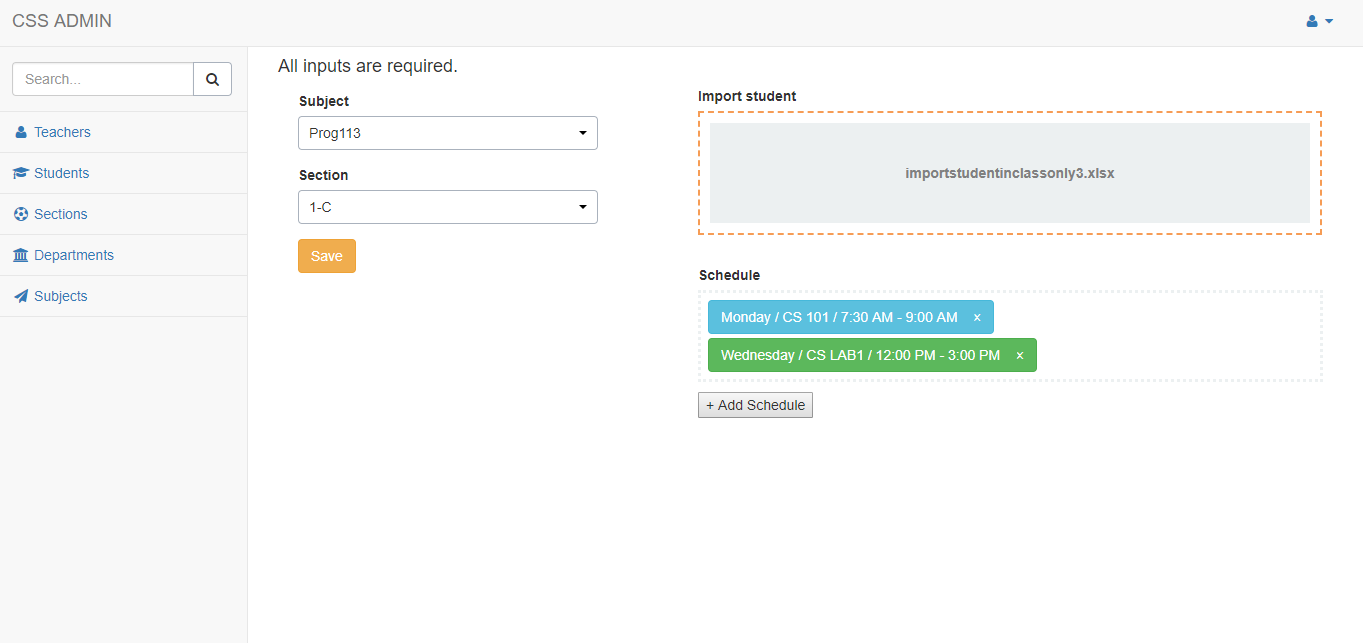 CSS ADMIN
Search...
Teachers
Students
Sections
Departments
Subjects
All inputs are required.
Subject
Prog113
Section
1-C
Save
Import student
importstudentinclassonly3.xlsx
Schedule
Monday / CS 101 / 7:30 AM - 9:00 AM ×
Wednesday / CS LAB1 / 12:00 PM - 3:00 PM ×
+ Add Schedule